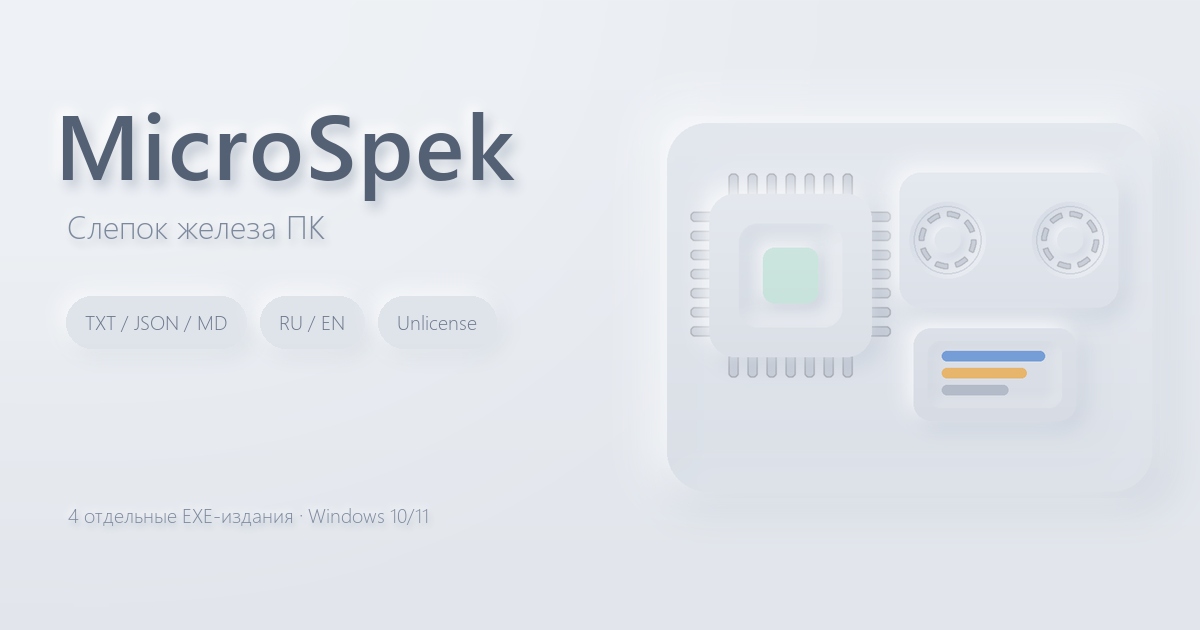 MicroSpek
Слепок железа ПК
TXT / JSON / MD
RU / EN
Unlicense
4 отдельные EXE-издания · Windows 10/11